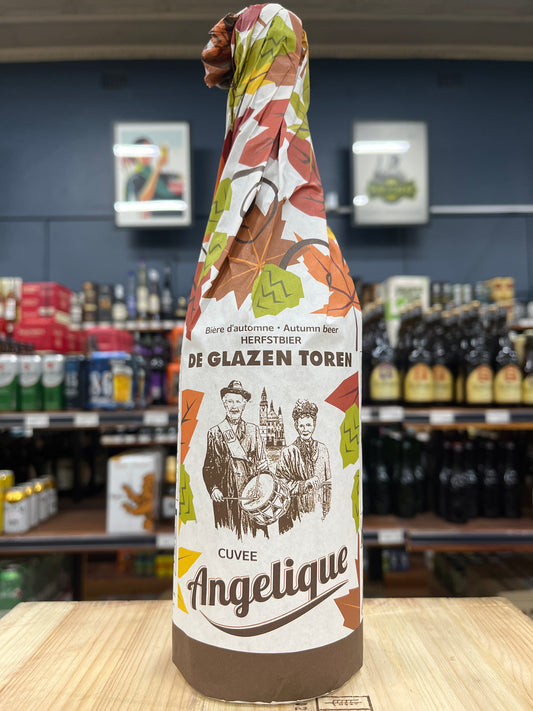 Bière d'automne • Autumn beer
HERFSTBIER
DE GLAZEN TOREN
CUVEE
Angelique